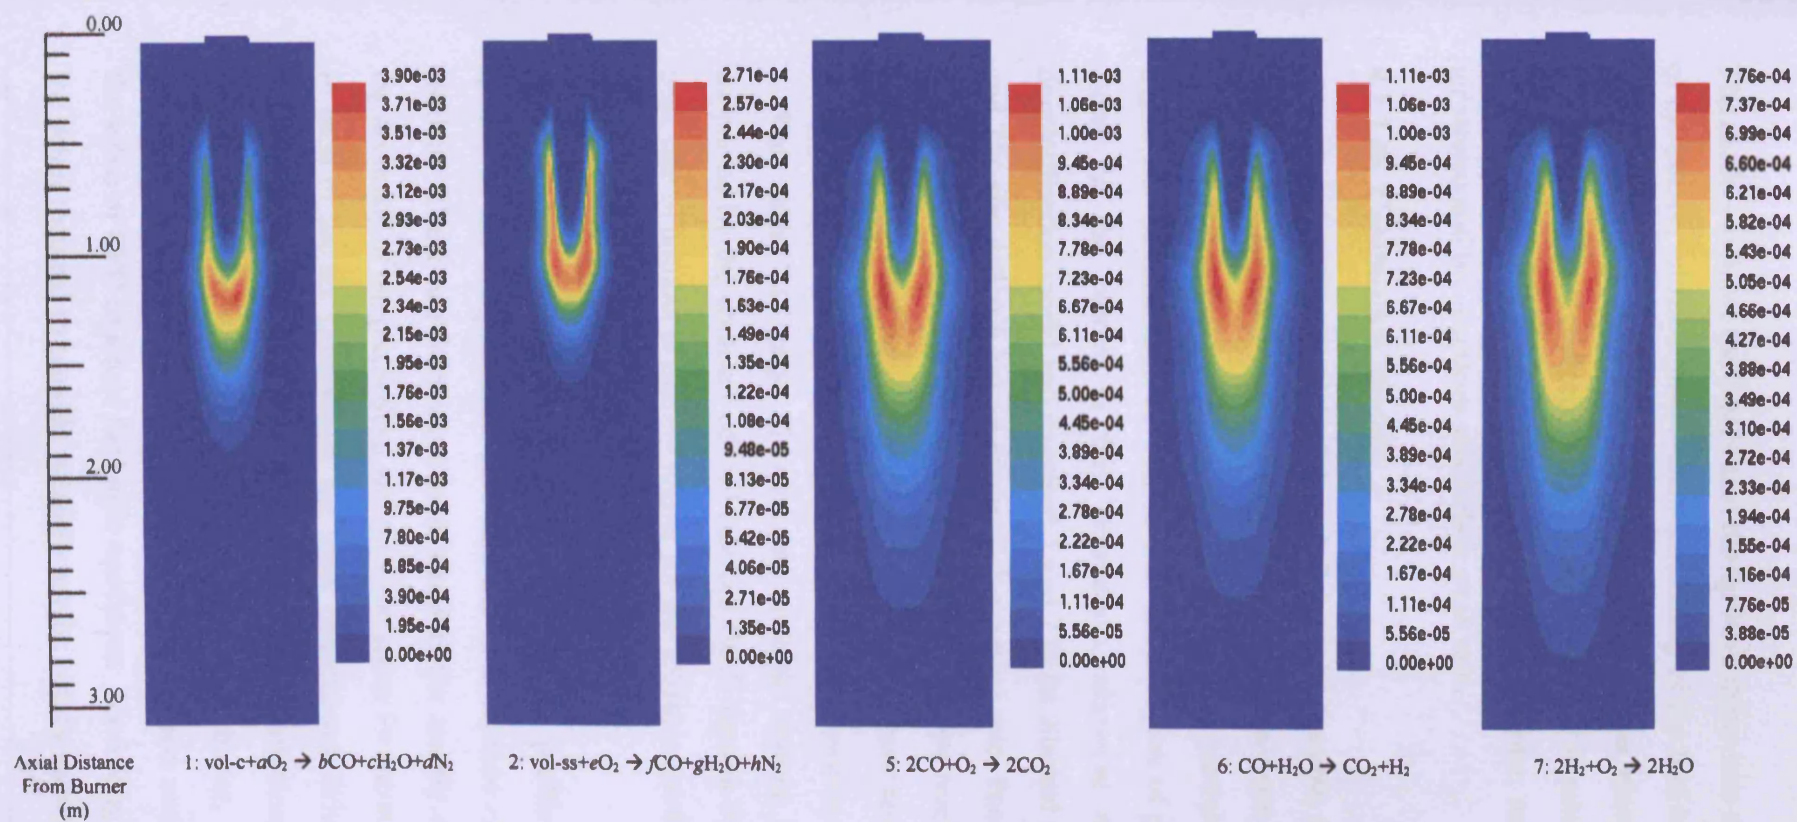 0.00
1.00
2.00
3.00
Axial Distance
From Burner
(m)
3.90e-03
3.71e-03
3.51e-03
3.32e-03
3.12e-03
2.93e-03
2.73e-03
2.54e-03
2.34e-03
2.15e-03
1.95e-03
1.76e-03
1.56e-03
1.37e-03
1.17e-03
9.75e-04
7.80e-04
5.85e-04
3.90e-04
1.95e-04
0.00e+00
1: vol-c+aO₂ → bCO+cH₂O+dN₂
2.71e-04
2.57e-04
2.44e-04
2.30e-04
2.17e-04
2.03e-04
1.90e-04
1.76e-04
1.63e-04
1.49e-04
1.35e-04
1.22e-04
1.08e-04
9.48e-05
8.13e-05
6.77e-05
5.42e-05
4.06e-05
2.71e-05
1.35e-05
0.00e+00
2: vol-ss+eO₂ → fCO+gH₂O+hN₂
1.11e-03
1.06e-03
1.00e-03
9.45e-04
8.89e-04
8.34e-04
7.78e-04
7.23e-04
6.67e-04
6.11e-04
5.56e-04
5.00e-04
4.45e-04
3.89e-04
3.34e-04
2.78e-04
2.22e-04
1.67e-04
1.11e-04
5.56e-05
0.00e+00
5: 2CO+O₂ → 2CO₂
1.11e-03
1.06e-03
1.00e-03
9.45e-04
8.89e-04
8.34e-04
7.78e-04
7.23e-04
6.67e-04
6.11e-04
5.56e-04
5.00e-04
4.45e-04
3.89e-04
3.34e-04
2.78e-04
2.22e-04
1.67e-04
1.11e-04
5.56e-05
0.00e+00
6: CO+H₂O → CO₂+H₂
7.76e-04
7.37e-04
6.99e-04
6.60e-04
6.21e-04
5.82e-04
5.43e-04
5.05e-04
4.66e-04
4.27e-04
3.88e-04
3.49e-04
3.10e-04
2.72e-04
2.33e-04
1.94e-04
1.55e-04
1.16e-04
7.76e-05
3.88e-05
0.00e+00
7: 2H₂+O₂ → 2H₂O